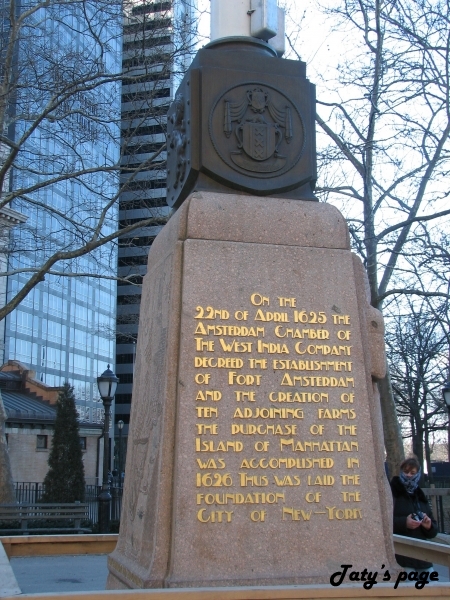 On the
22nd of April 1625 the
Amsterdam Chamber of
The West India Company
decreed the establishment
of Fort Amsterdam
and the creation of
ten adjoining farms
the purchase of the
Island of Manhattan
was accomplished in
1626 Thus was laid the
foundation of the
City of New-York
Taty's page